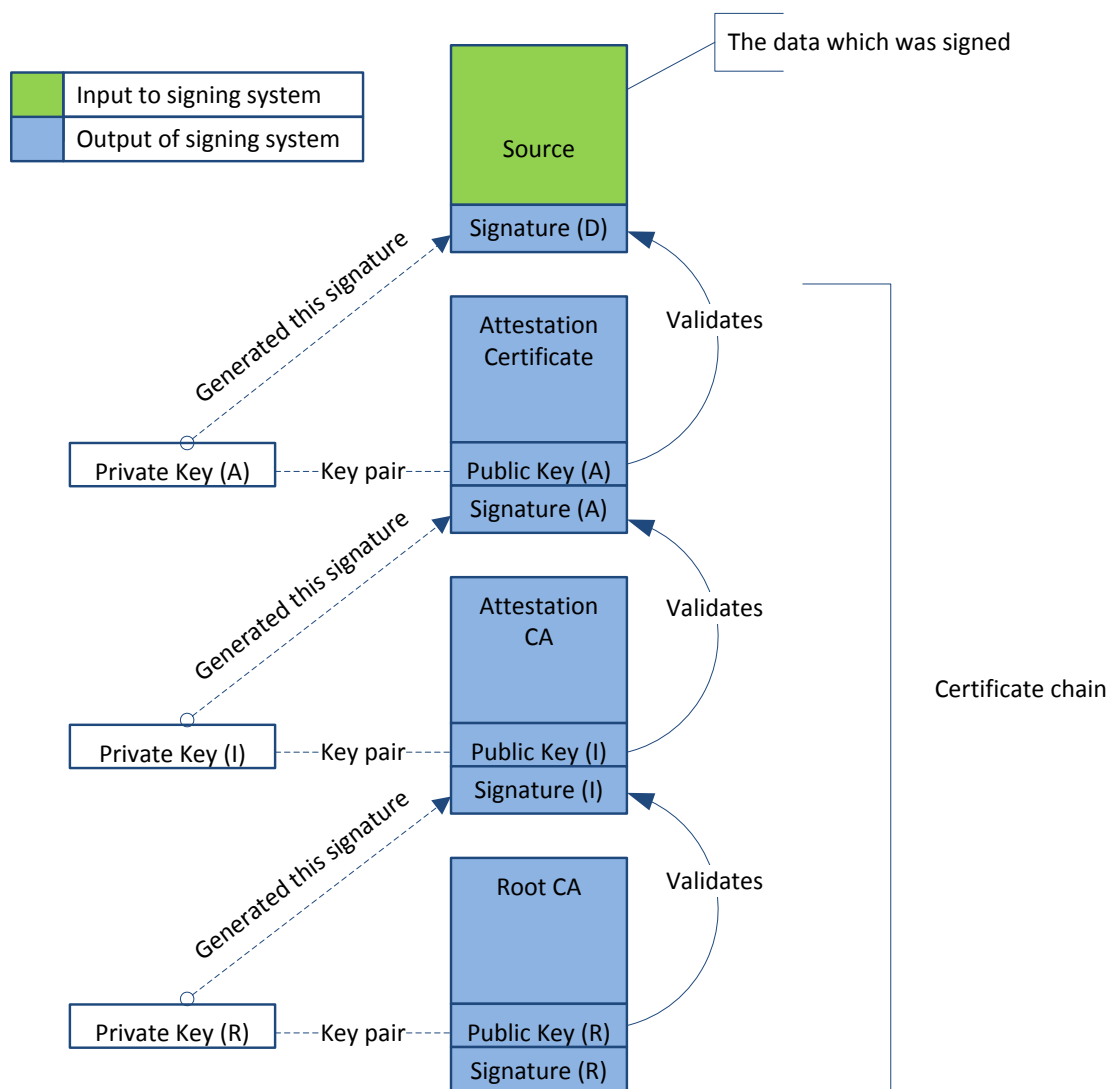 The data which was signed
Input to signing system
Output of signing system
Source
Signature (D)
Generated this signature
Validates
Attestation
Certificate
Private Key (A)
Key pair
Public Key (A)
Signature (A)
Generated this signature
Validates
Attestation
CA
Certificate chain
Private Key (I)
Key pair
Public Key (I)
Signature (I)
Generated this signature
Validates
Root CA
Private Key (R)
Key pair
Public Key (R)
Signature (R)